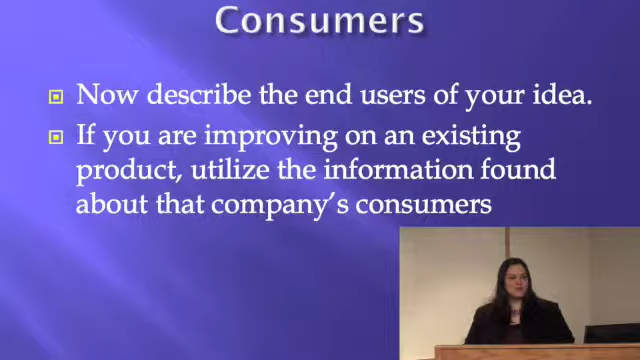 Consumers
Now describe the end users of your idea.
If you are improving on an existing
product, utilize the information found
about that company's consumers